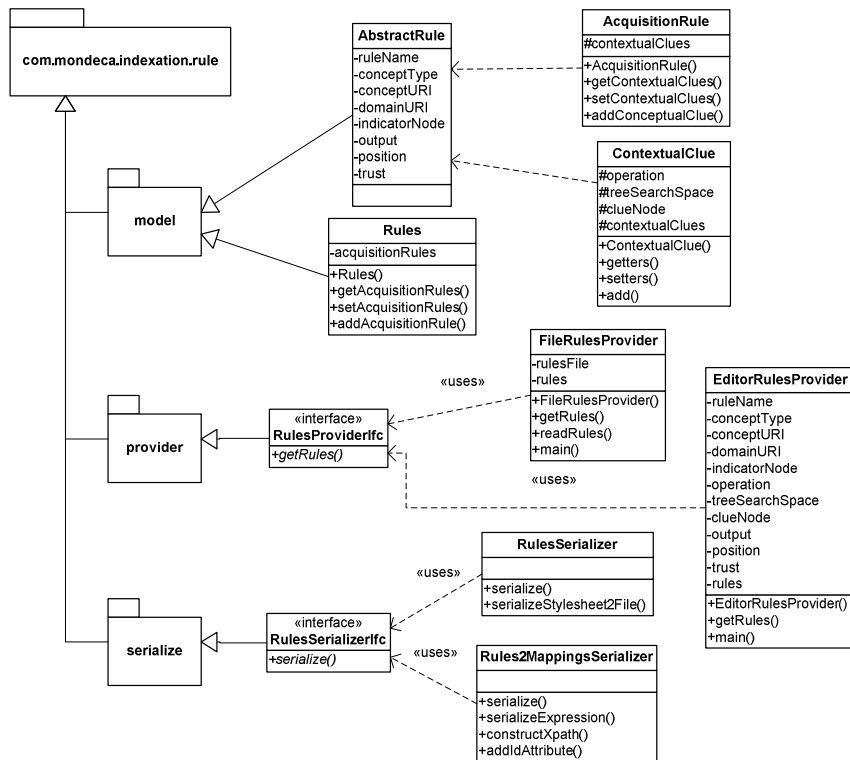 com.mondeca.indexation.rule
AbstractRule
-ruleName
-conceptType
-conceptURI
-domainURI
-indicatorNode
-output
-position
-trust
AcquisitionRule
#contextualClues
+AcquisitionRule()
+getContextualClues()
+setContextualClues()
+addConceptualClue()
ContextualClue
#operation
#treeSearchSpace
#clueNode
#contextualClues
+ContextualClue()
+getters()
+setters()
+add()
model
Rules
-acquisitionRules
+Rules()
+getAcquisitionRules()
+setAcquisitionRules()
+addAcquisitionRule()
provider
«interface»
RulesProviderIfc
+getRules()
«uses»
FileRulesProvider
-rulesFile
-rules
+FileRulesProvider()
+getRules()
+readRules()
+main()
«uses»
EditorRulesProvider
-ruleName
-conceptType
-conceptURI
-domainURI
-indicatorNode
-operation
-treeSearchSpace
-clueNode
-output
-position
-trust
-rules
+EditorRulesProvider()
+getRules()
+main()
serialize
«interface»
RulesSerializerIfc
+serialize()
«uses»
RulesSerializer
+serialize()
+serializeStylesheet2File()
«uses»
Rules2MappingsSerializer
+serialize()
+serializeExpression()
+constructXpath()
+addIdAttribute()